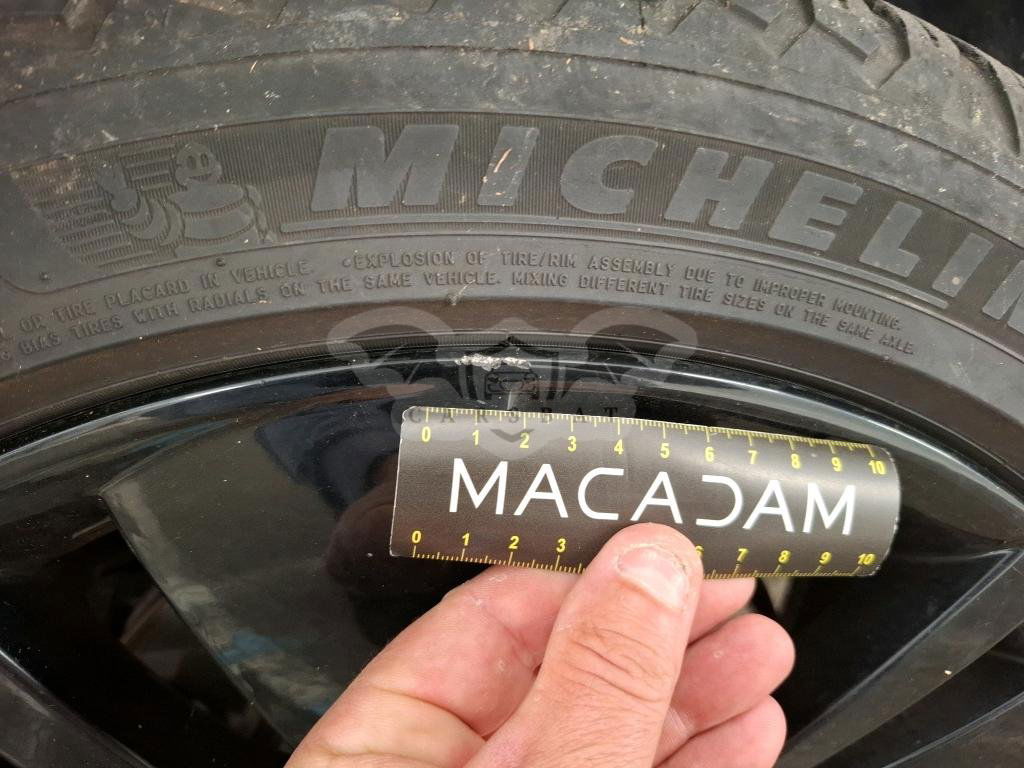 MICHELIN
OR TIRE PLACARD IN VEHICLE. •EXPLOSION OF TIRE/RIM ASSEMBLY DUE TO IMPROPER MOUNTING.
BIAS TIRES WITH RADIALS ON THE SAME VEHICLE. MIXING DIFFERENT TIRE SIZES ON THE SAME AXLE.
CARSBAT
0 1 2 3 4 5 6 7 8 9 10
MACADAM
0 1 2 3 6 7 8 9 10